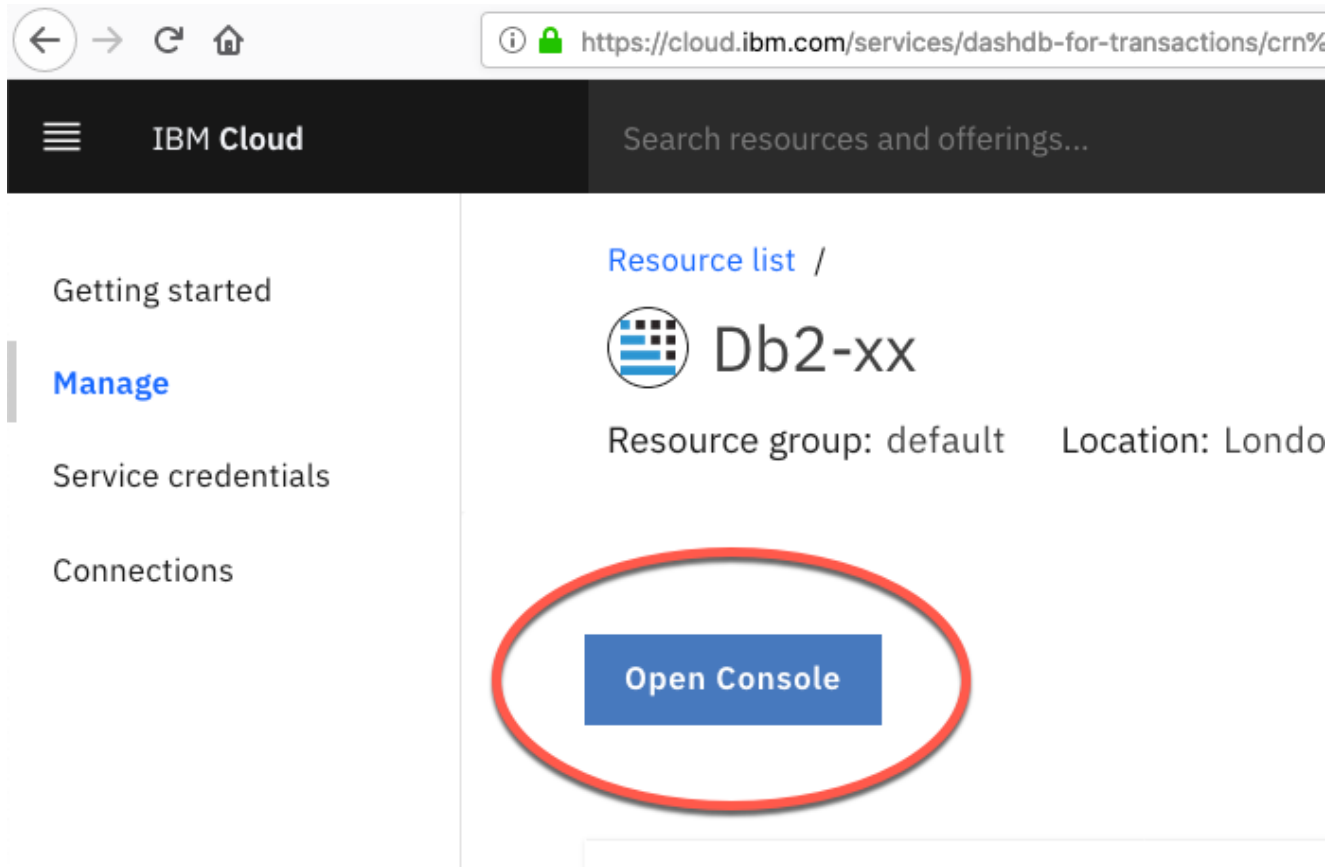 https://cloud.ibm.com/services/dashdb-for-transactions/crn%
IBM Cloud
Search resources and offerings...
Getting started
Manage
Service credentials
Connections
Resource list /
Db2-xx
Resource group: default Location: Londo
Open Console